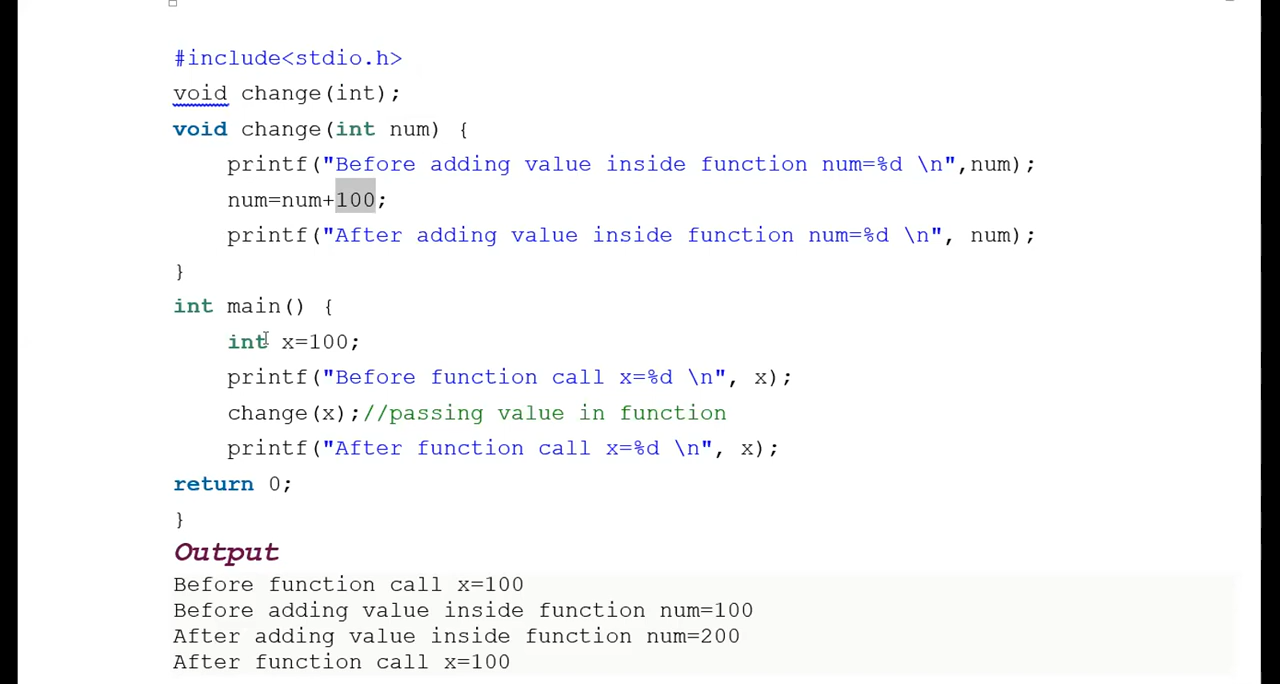 #include<stdio.h>
void change(int);
void change(int num) {
printf("Before adding value inside function num=%d \n",num);
num=num+100;
printf("After adding value inside function num=%d \n", num);
}
int main() {
int x=100;
printf("Before function call x=%d \n", x);
change(x);//passing value in function
printf("After function call x=%d \n", x);
return 0;
}
Output
Before function call x=100
Before adding value inside function num=100
After adding value inside function num=200
After function call x=100